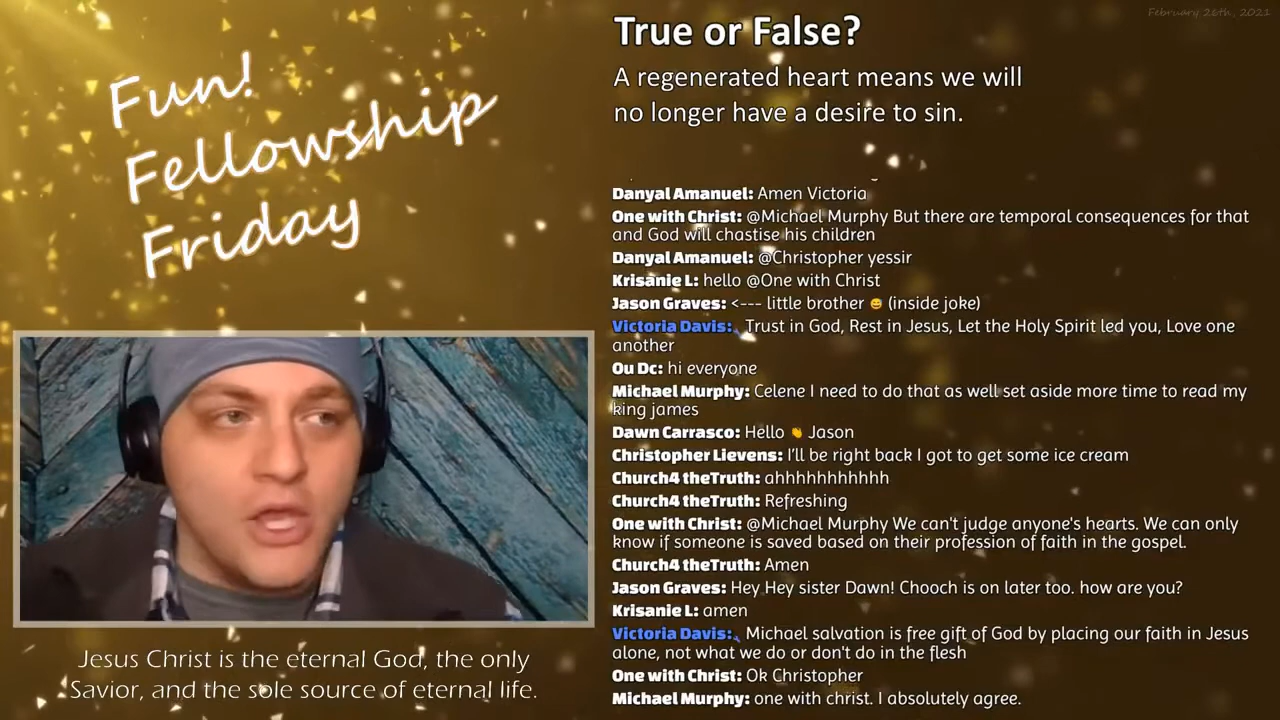 February 26th, 2021
Fun!
Fellowship
Friday
True or False?
A regenerated heart means we will
no longer have a desire to sin.
Danyal Amanuel: Amen Victoria
One with Christ: @Michael Murphy But there are temporal consequences for that
and God will chastise his children
Danyal Amanuel: @Christopher yessir
Krisanie L: hello @One with Christ
Jason Graves: <--- little brother 😄 (inside joke)
Victoria Davis: Trust in God, Rest in Jesus, Let the Holy Spirit led you, Love one
another
Ou Dc: hi everyone
Michael Murphy: Celene I need to do that as well set aside more time to read my
king james
Dawn Carrasco: Hello 👏 Jason
Christopher Lievens: I'll be right back I got to get some ice cream
Church4 theTruth: ahhhhhhhhhhh
Church4 theTruth: Refreshing
One with Christ: @Michael Murphy We can't judge anyone's hearts. We can only
know if someone is saved based on their profession of faith in the gospel.
Church4 theTruth: Amen
Jason Graves: Hey Hey sister Dawn! Chooch is on later too. how are you?
Krisanie L: amen
Victoria Davis: Michael salvation is free gift of God by placing our faith in Jesus
alone, not what we do or don't do in the flesh
One with Christ: Ok Christopher
Michael Murphy: one with christ. I absolutely agree.
Jesus Christ is the eternal God, the only
Savior, and the sole source of eternal life.